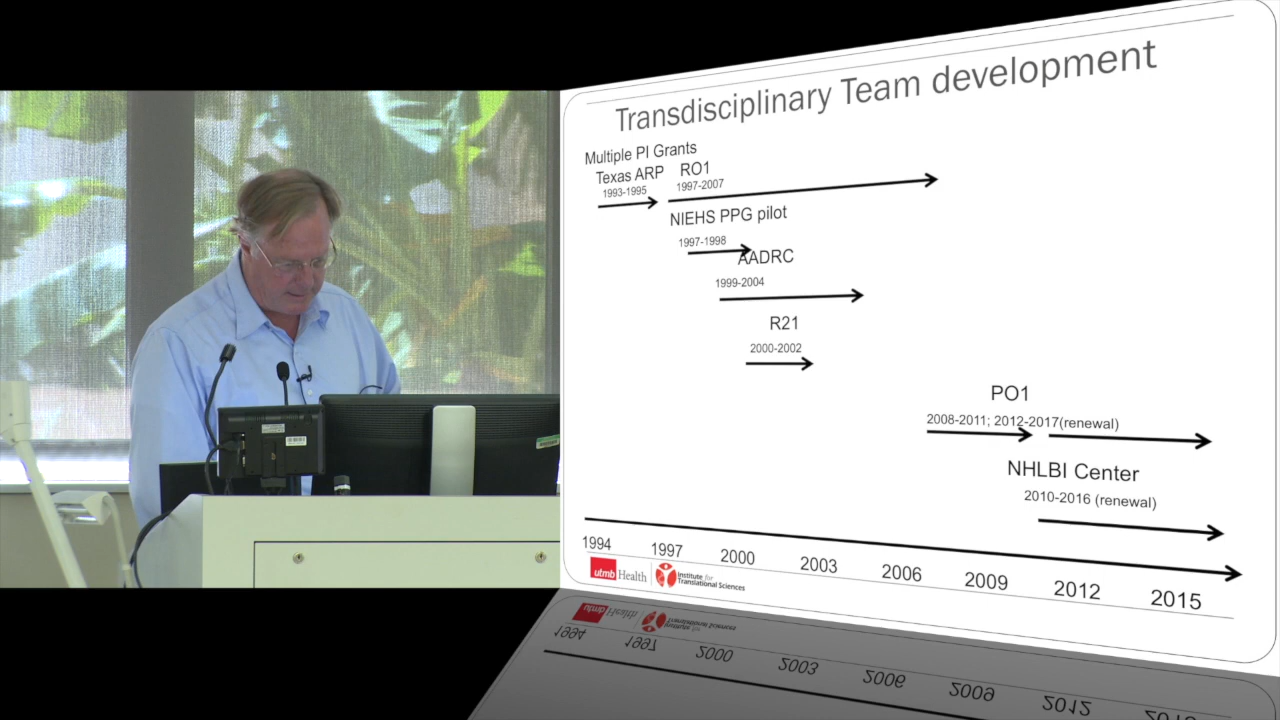 Transdisciplinary Team development
Multiple PI Grants
Texas ARP RO1
1993-1995 1997-2007
NIEHS PPG pilot
1997-1998
AADRC
1999-2004
R21
2000-2002
PO1
2008-2011; 2012-2017(renewal)
NHLBI Center
2010-2016 (renewal)
1994 1997 2000 2003 2006 2009 2012 2015
utmb Health Institute for
Translational Sciences